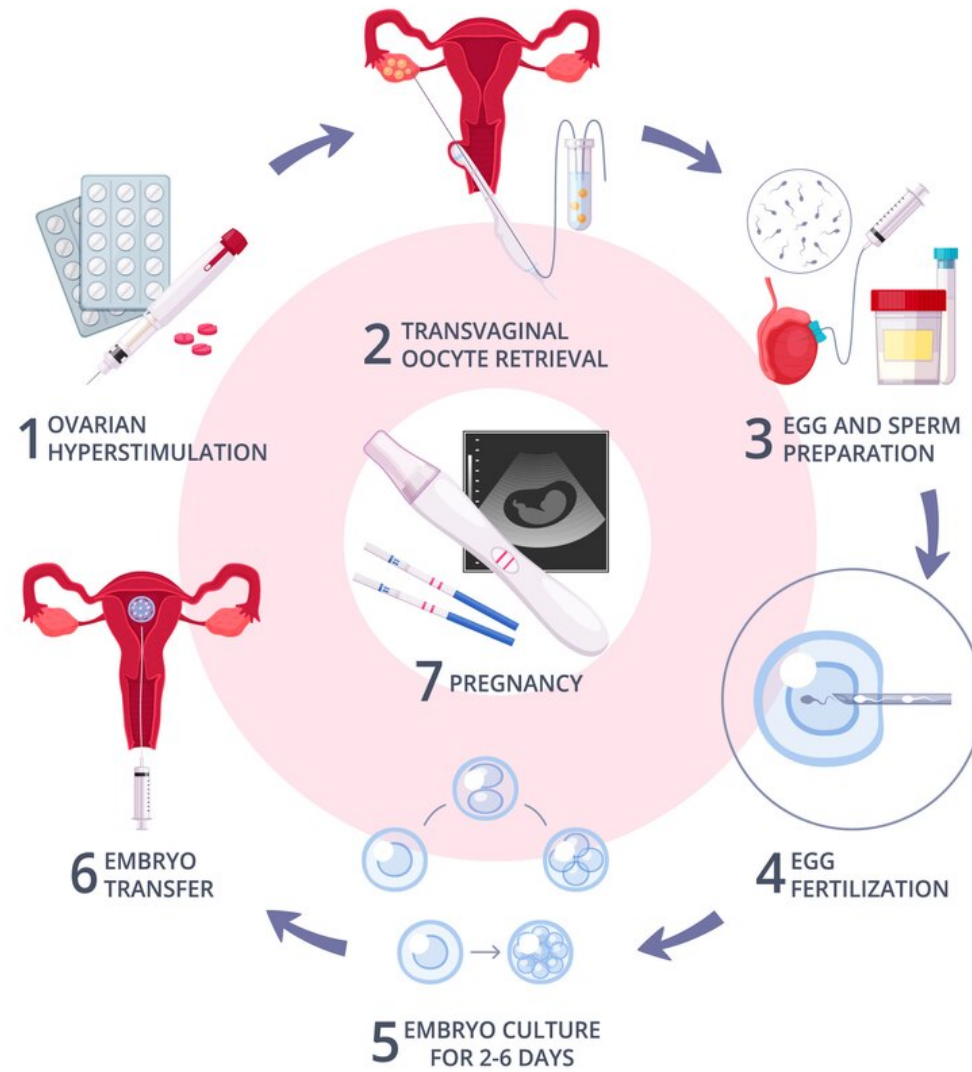 1 OVARIAN
HYPERSTIMULATION
2 TRANSVAGINAL
OOCYTE RETRIEVAL
3 EGG AND SPERM
PREPARATION
4 EGG
FERTILIZATION
5 EMBRYO CULTURE
FOR 2-6 DAYS
6 EMBRYO
TRANSFER
7 PREGNANCY